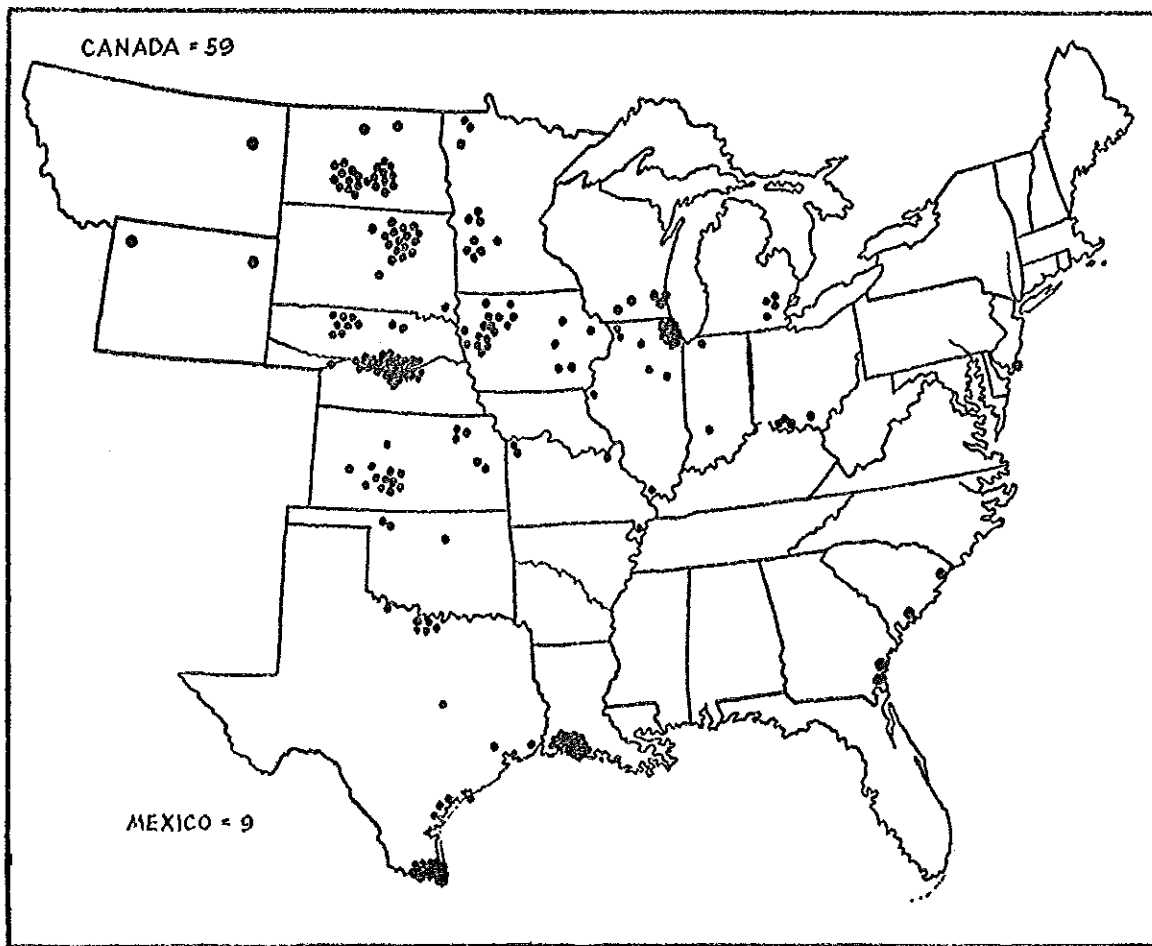 CANADA = 59
MEXICO = 9